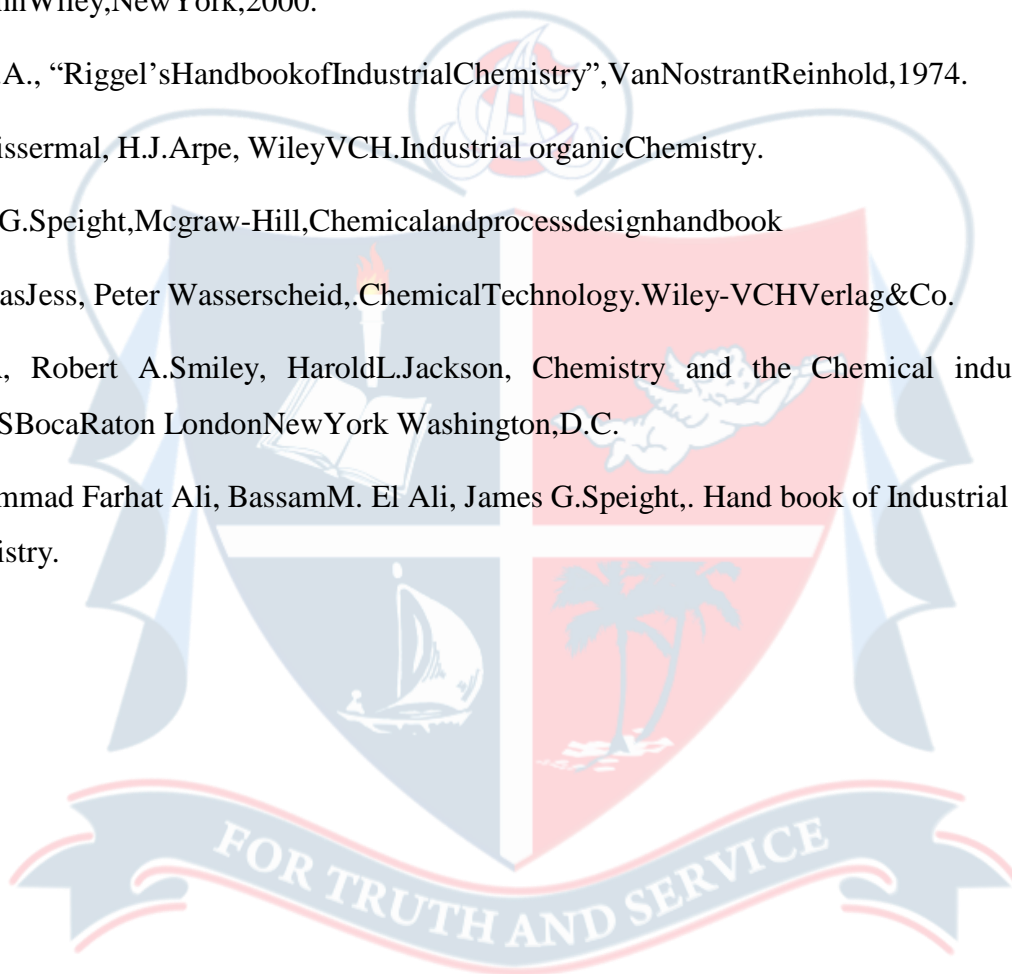 hnWiley,NewYork,2000.
.A., “Riggel’sHandbookofIndustrialChemistry”,VanNostrantReinhold,1974.
issermal, H.J.Arpe, WileyVCH.Industrial organicChemistry.
G.Speight,Mcgraw-Hill,Chemicalandprocessdesignhandbook
asJess, Peter Wasserscheid,.ChemicalTechnology.Wiley-VCHVerlag&Co.
, Robert A.Smiley, HaroldL.Jackson, Chemistry and the Chemical indu
SBocaRaton LondonNewYork Washington,D.C.
mmad Farhat Ali, BassamM. El Ali, James G.Speight,. Hand book of Industrial
istry.
FOR TRUTH AND SERVICE